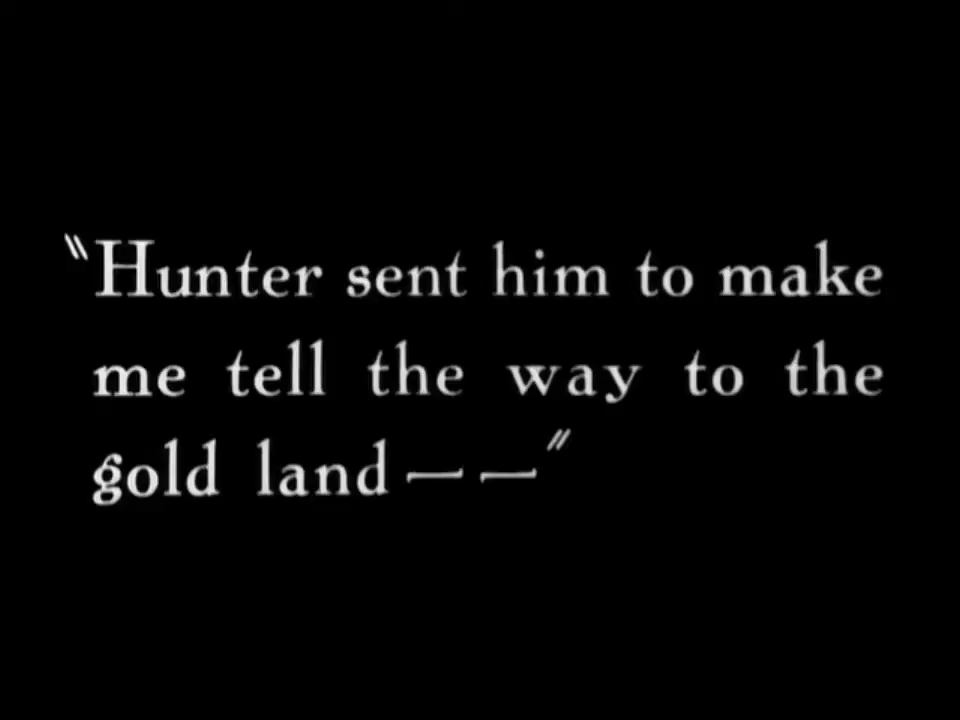 "Hunter sent him to make
me tell the way to the
gold land — —"